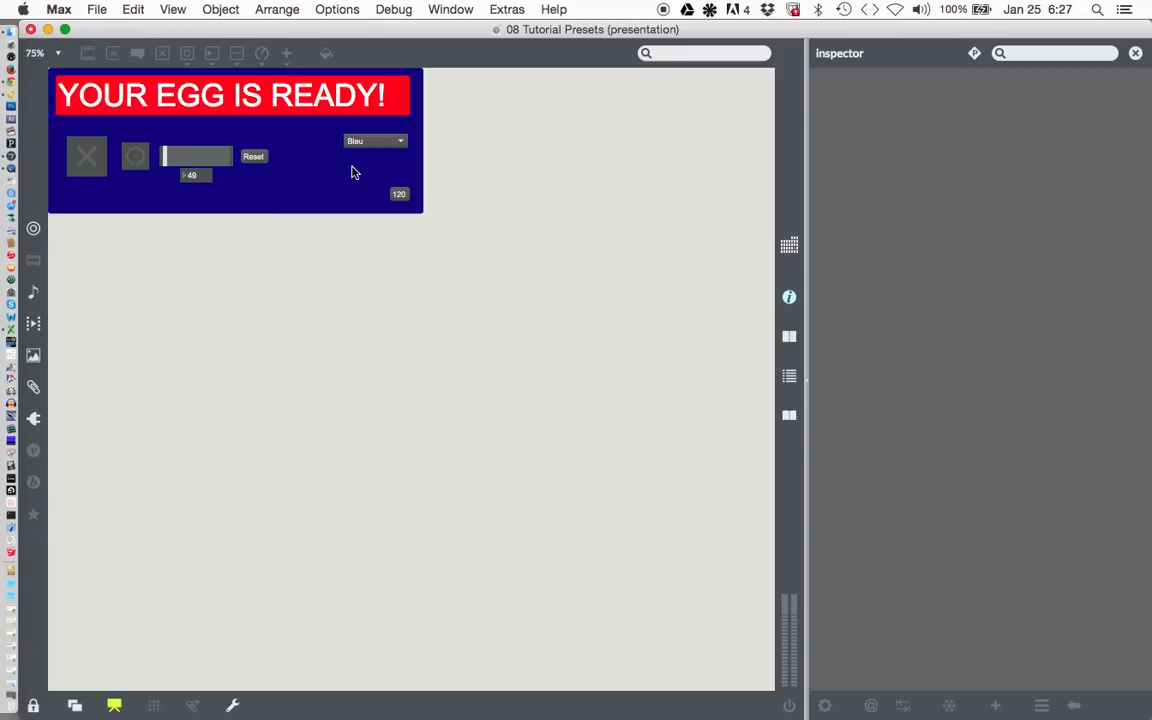 Max File Edit View Object Arrange Options Debug Window Extras Help 4 100% Jan 25 6:27
08 Tutorial Presets (presentation)
75%
inspector
YOUR EGG IS READY!
Bleu
Reset
49
120